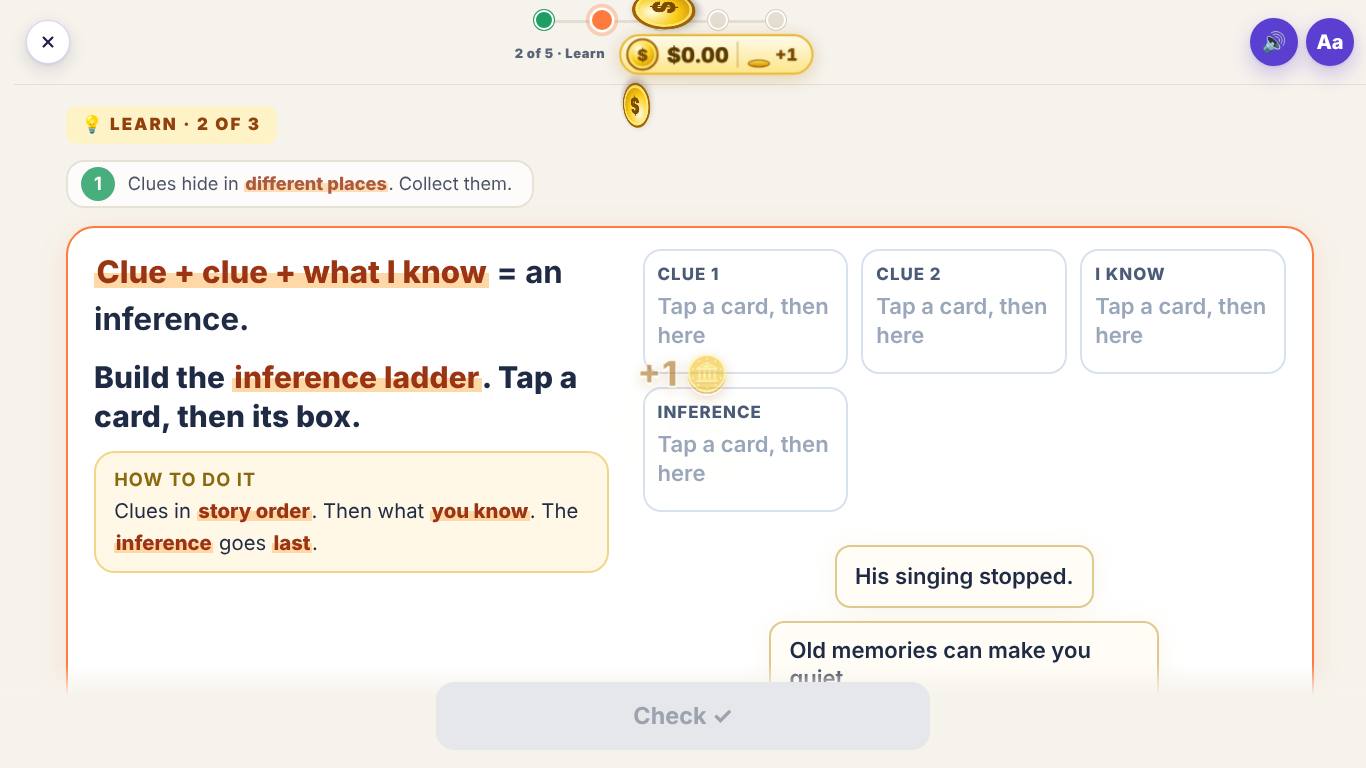 2 of 5 · Learn
$0.00
+1
Aa
LEARN · 2 OF 3
1 Clues hide in different places. Collect them.
Clue + clue + what I know = an
inference.
Build the inference ladder. Tap a
card, then its box.
HOW TO DO IT
Clues in story order. Then what you know. The
inference goes last.
CLUE 1
Tap a card, then
here
CLUE 2
Tap a card, then
here
I KNOW
Tap a card, then
here
+1
INFERENCE
Tap a card, then
here
His singing stopped.
Old memories can make you
quiet
Check ✓